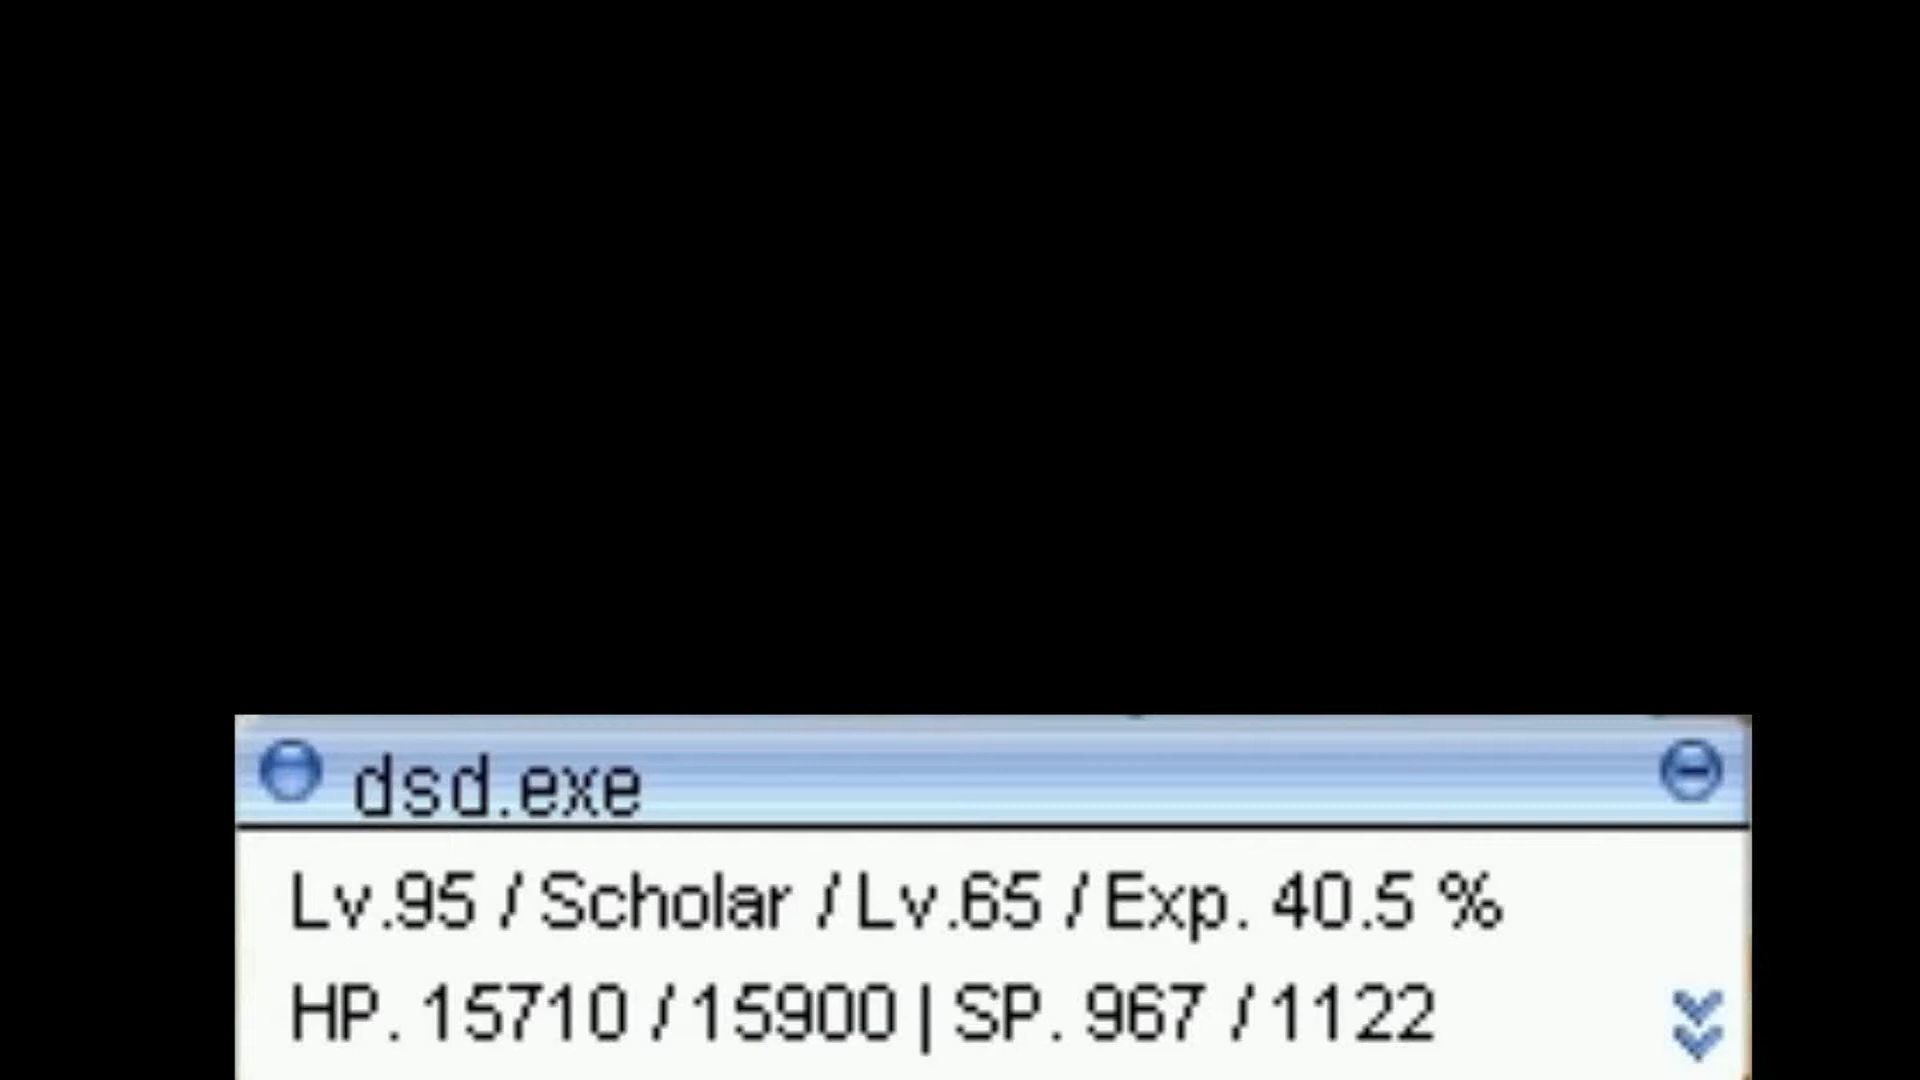 dsd.exe
Lv.95 / Scholar / Lv.65 / Exp. 40.5 %
HP. 15710 / 15900 | SP. 967 / 1122